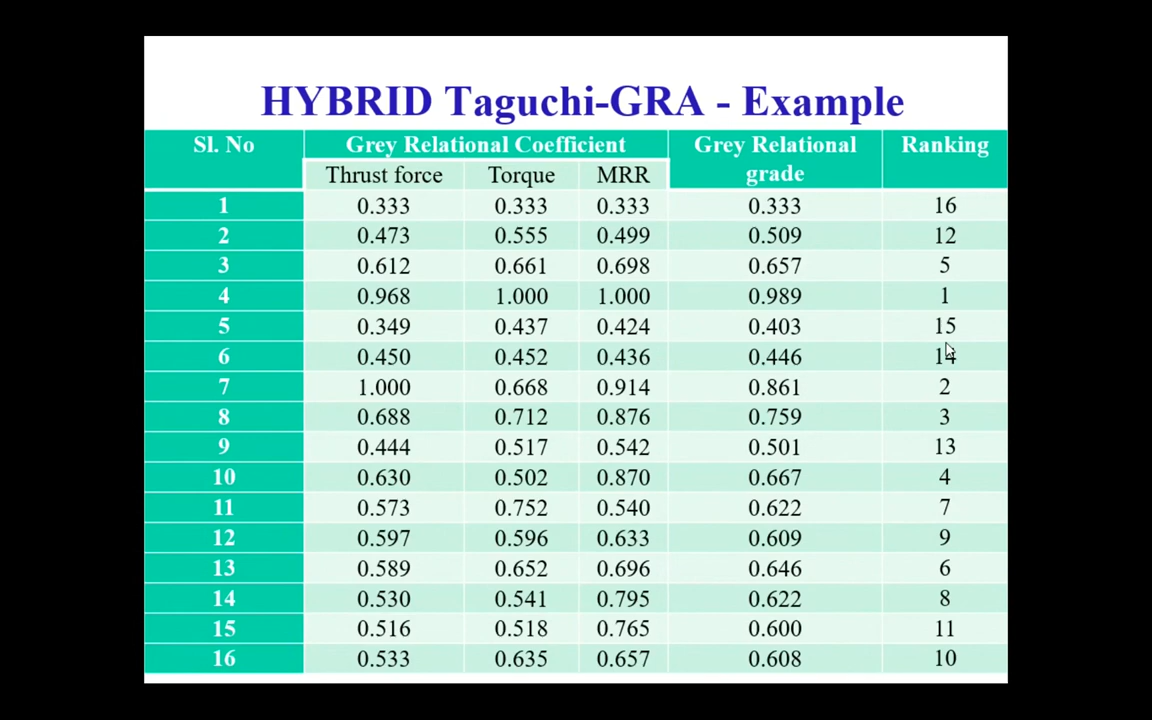 HYBRID Taguchi-GRA - Example
Sl. No Grey Relational Coefficient Grey Relational grade Ranking
Thrust force Torque MRR
1 0.333 0.333 0.333 0.333 16
2 0.473 0.555 0.499 0.509 12
3 0.612 0.661 0.698 0.657 5
4 0.968 1.000 1.000 0.989 1
5 0.349 0.437 0.424 0.403 15
6 0.450 0.452 0.436 0.446 14
7 1.000 0.668 0.914 0.861 2
8 0.688 0.712 0.876 0.759 3
9 0.444 0.517 0.542 0.501 13
10 0.630 0.502 0.870 0.667 4
11 0.573 0.752 0.540 0.622 7
12 0.597 0.596 0.633 0.609 9
13 0.589 0.652 0.696 0.646 6
14 0.530 0.541 0.795 0.622 8
15 0.516 0.518 0.765 0.600 11
16 0.533 0.635 0.657 0.608 10